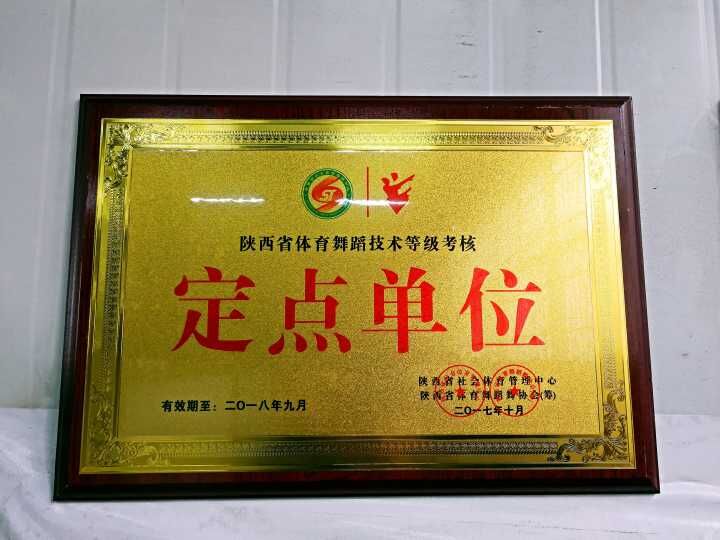 陕西省体育舞蹈技术等级考核
定点单位
陕西省社会体育管理中心
陕西省体育舞蹈协会(筹)
有效期至：二〇一八年九月
二〇一七年十月